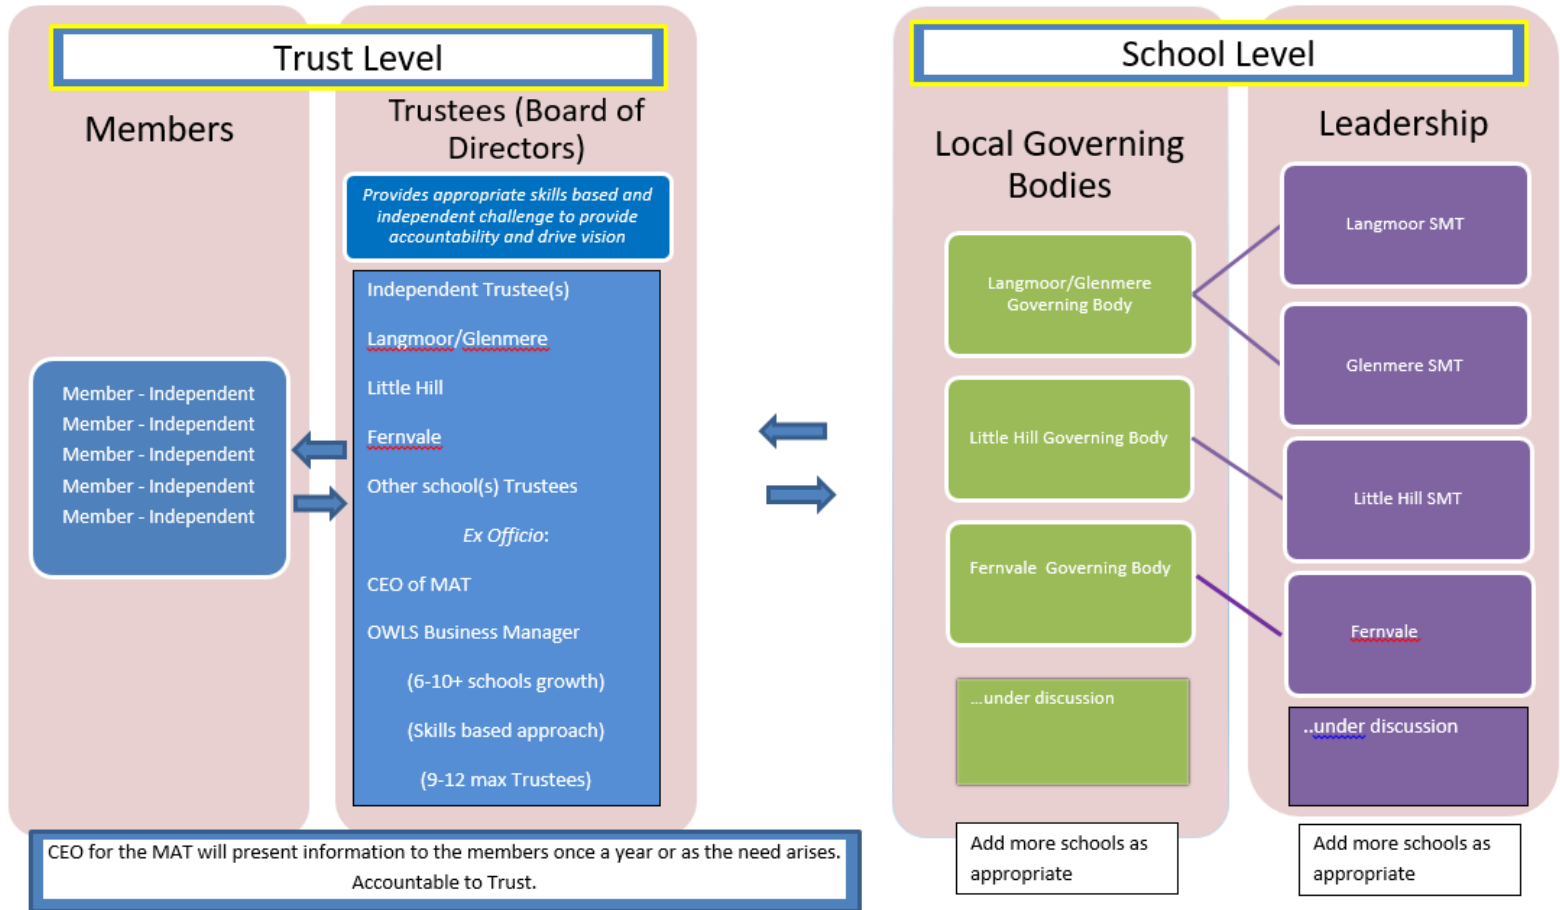 Trust Level
Members
Member - Independent
Member - Independent
Member - Independent
Member - Independent
Member - Independent
Trustees (Board of
Directors)
Provides appropriate skills based and
independent challenge to provide
accountability and drive vision
Independent Trustee(s)
Langmoor/Glenmere
Little Hill
Fernvale
Other school(s) Trustees
Ex Officio:
CEO of MAT
OWLS Business Manager
(6-10+ schools growth)
(Skills based approach)
(9-12 max Trustees)
CEO for the MAT will present information to the members once a year or as the need arises.
Accountable to Trust.
School Level
Local Governing
Bodies
Langmoor/Glenmere
Governing Body
Little Hill Governing Body
Fernvale  Governing Body
...under discussion
Add more schools as
appropriate
Leadership
Langmoor SMT
Glenmere SMT
Little Hill SMT
Fernvale
..under discussion
Add more schools as
appropriate